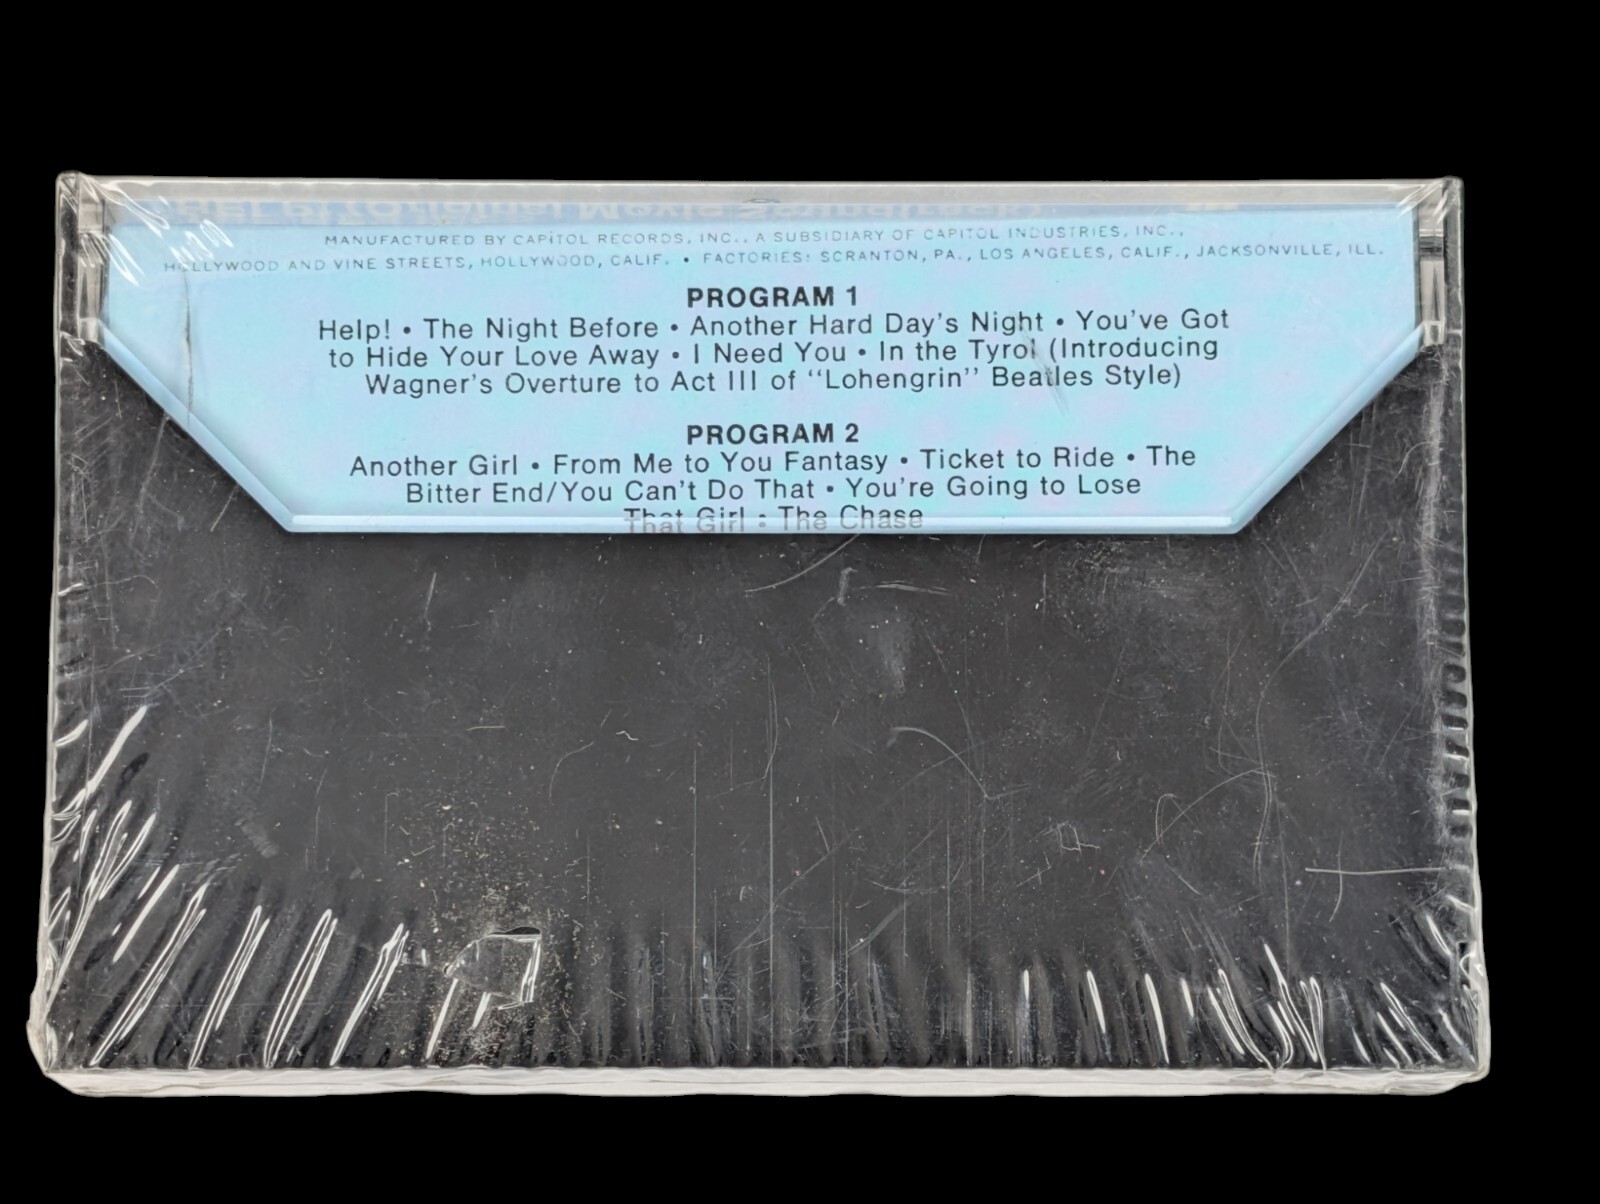 HELP! Original Movie Soundtrack
MANUFACTURED BY CAPITOL RECORDS, INC., A SUBSIDIARY OF CAPITOL INDUSTRIES, INC.,
HOLLYWOOD AND VINE STREETS, HOLLYWOOD, CALIF. • FACTORIES: SCRANTON, PA., LOS ANGELES, CALIF., JACKSONVILLE, ILL.
PROGRAM 1
Help! • The Night Before • Another Hard Day's Night • You've Got
to Hide Your Love Away • I Need You • In the Tyrol (Introducing
Wagner's Overture to Act III of "Lohengrin" Beatles Style)
PROGRAM 2
Another Girl • From Me to You Fantasy • Ticket to Ride • The
Bitter End/You Can't Do That • You're Going to Lose
That Girl • The Chase